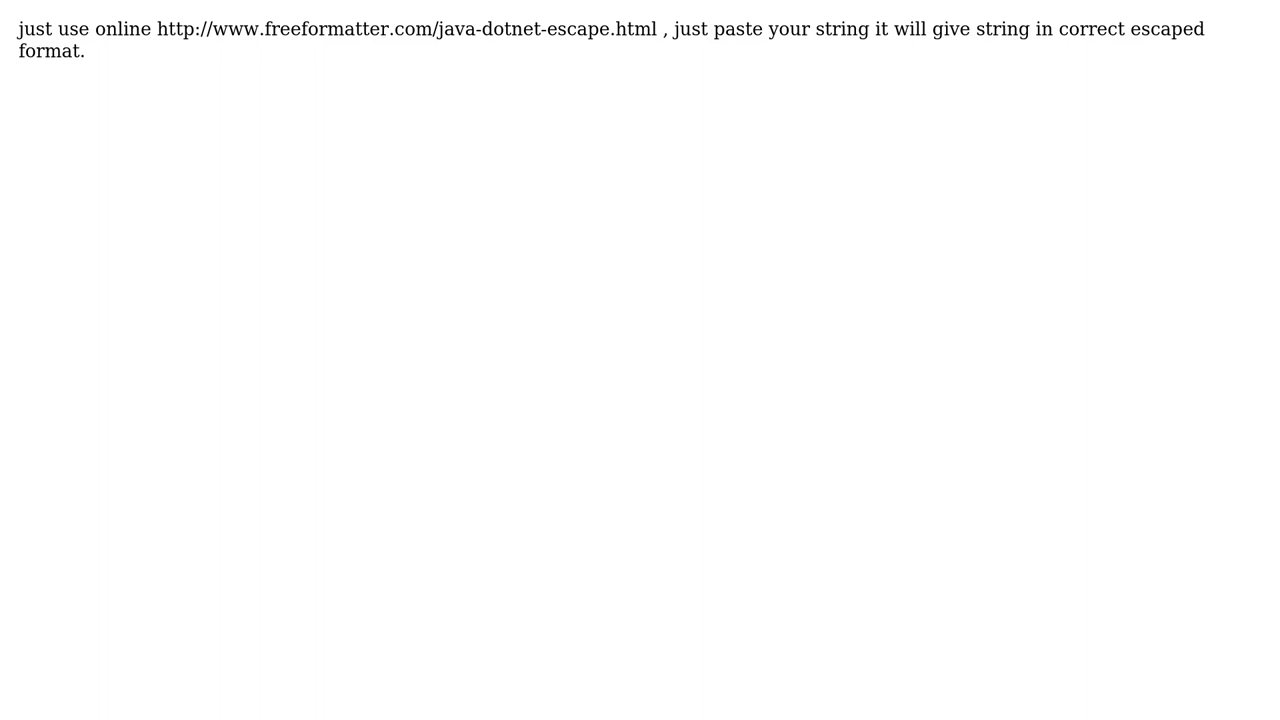 just use online http://www.freeformatter.com/java-dotnet-escape.html , just paste your string it will give string in correct escaped
format.